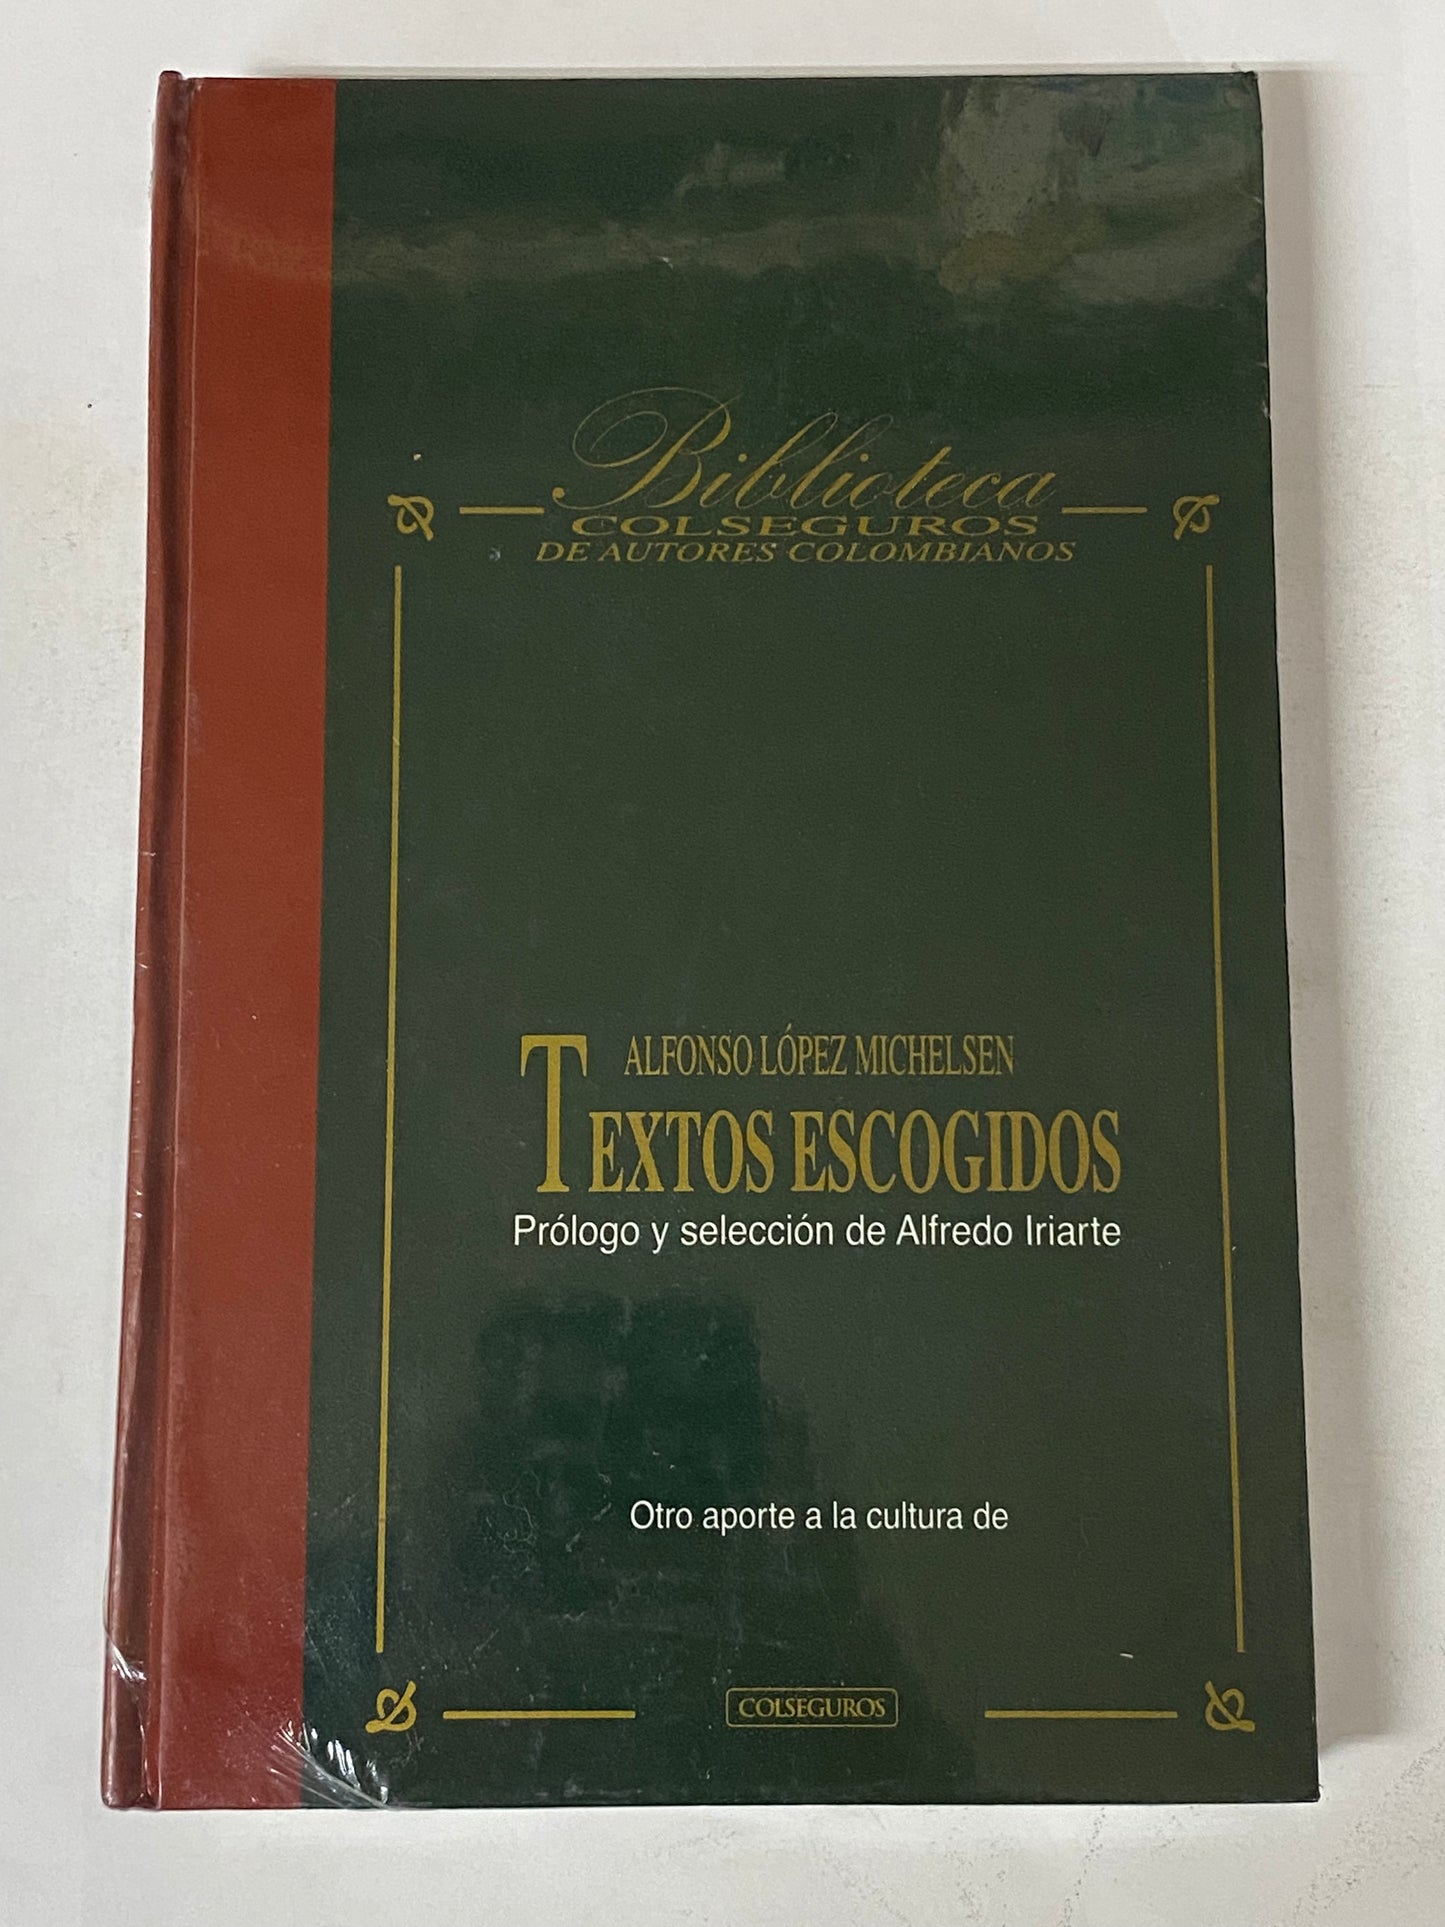 Biblioteca
COLSEGUROS
DE AUTORES COLOMBIANOS
ALFONSO LÓPEZ MICHELSEN
TEXTOS ESCOGIDOS
Prólogo y selección de Alfredo Iriarte
Otro aporte a la cultura de
COLSEGUROS